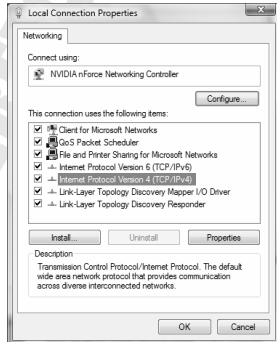 Local Connection Properties
Networking
Connect using:
NVIDIA nForce Networking Controller
Configure...
This connection uses the following items:
Client for Microsoft Networks
QoS Packet Scheduler
File and Printer Sharing for Microsoft Networks
Internet Protocol Version 6 (TCP/IPv6)
Internet Protocol Version 4 (TCP/IPv4)
Link-Layer Topology Discovery Mapper I/O Driver
Link-Layer Topology Discovery Responder
Install...
Uninstall
Properties
Description
Transmission Control Protocol/Internet Protocol. The default
wide area network protocol that provides communication
across diverse interconnected networks.
OK
Cancel